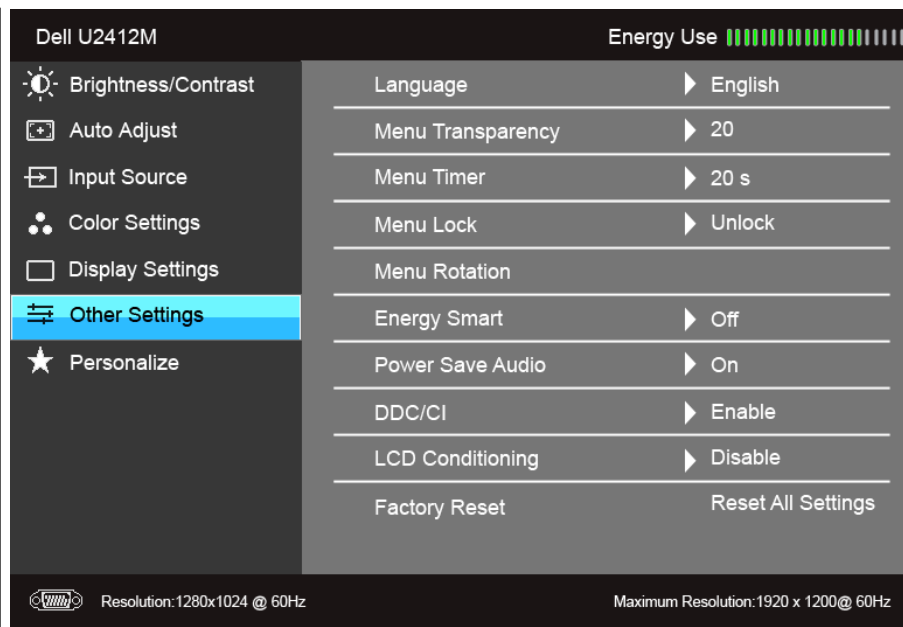 Dell U2412M Energy Use
Brightness/Contrast Language English
Auto Adjust Menu Transparency 20
Input Source Menu Timer 20 s
Color Settings Menu Lock Unlock
Display Settings Menu Rotation
Other Settings Energy Smart Off
Personalize Power Save Audio On
DDC/CI Enable
LCD Conditioning Disable
Factory Reset Reset All Settings
Resolution:1280x1024 @ 60Hz Maximum Resolution:1920 x 1200@ 60Hz